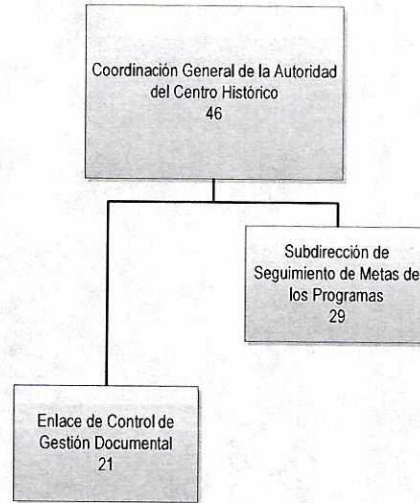 Coordinación General de la Autoridad
del Centro Histórico
46
Subdirección de
Seguimiento de Metas de
los Programas
29
Enlace de Control de
Gestión Documental
21